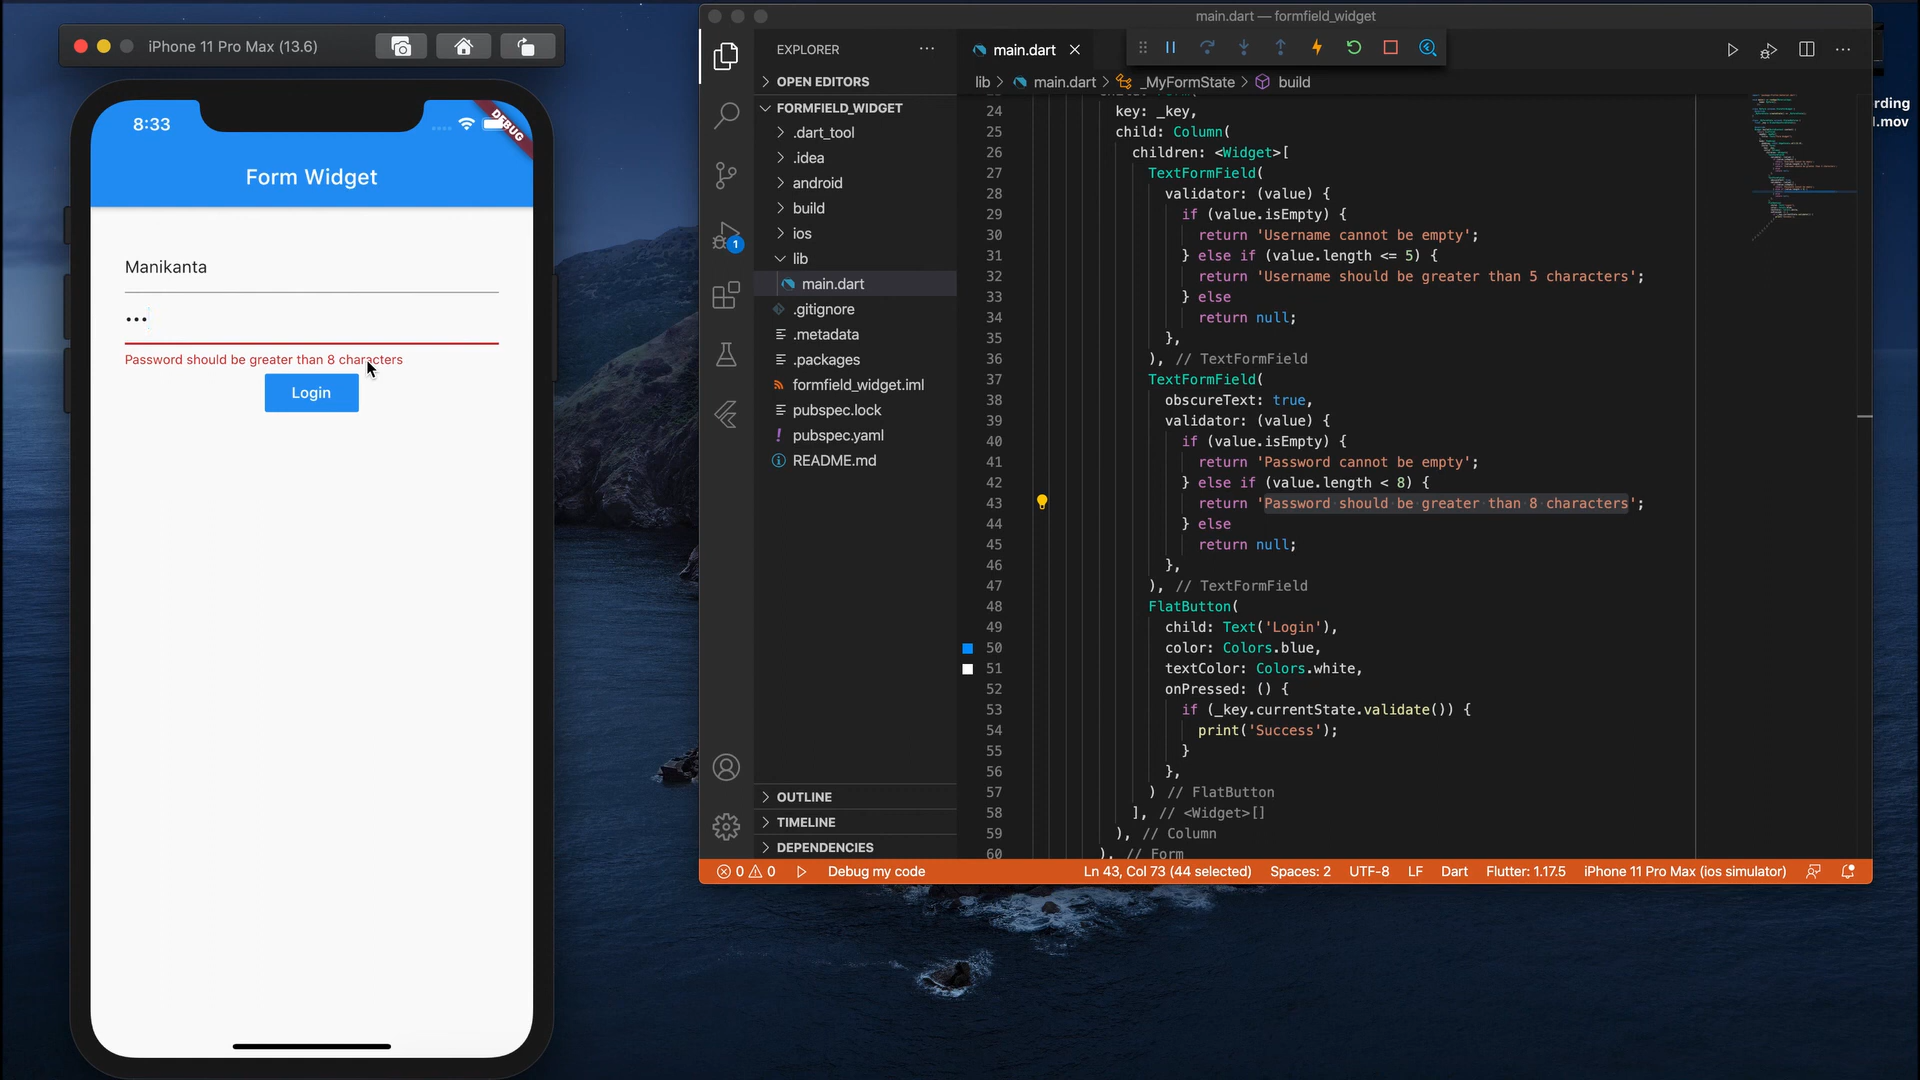 iPhone 11 Pro Max (13.6)
8:33
DEBUG
Form Widget
Manikanta
•••
Password should be greater than 8 characters
Login
main.dart — formfield_widget
EXPLORER
OPEN EDITORS
FORMFIELD_WIDGET
.dart_tool
.idea
android
build
ios
lib
main.dart
.gitignore
.metadata
.packages
formfield_widget.iml
pubspec.lock
pubspec.yaml
README.md
OUTLINE
TIMELINE
DEPENDENCIES
1
main.dart
lib > main.dart > _MyFormState > build
24 key: _key,
25 child: Column(
26 children: <Widget>[
27 TextFormField(
28 validator: (value) {
29 if (value.isEmpty) {
30 return 'Username cannot be empty';
31 } else if (value.length <= 5) {
32 return 'Username should be greater than 5 characters';
33 } else
34 return null;
35 },
36 ), // TextFormField
37 TextFormField(
38 obscureText: true,
39 validator: (value) {
40 if (value.isEmpty) {
41 return 'Password cannot be empty';
42 } else if (value.length < 8) {
43 return 'Password should be greater than 8 characters';
44 } else
45 return null;
46 },
47 ), // TextFormField
48 FlatButton(
49 child: Text('Login'),
50 color: Colors.blue,
51 textColor: Colors.white,
52 onPressed: () {
53 if (_key.currentState.validate()) {
54 print('Success');
55 }
56 },
57 ) // FlatButton
58 ], // <Widget>[]
59 ), // Column
60 ), // Form
0 0 Debug my code Ln 43, Col 73 (44 selected) Spaces: 2 UTF-8 LF Dart Flutter: 1.17.5 iPhone 11 Pro Max (ios simulator)
rding
.mov